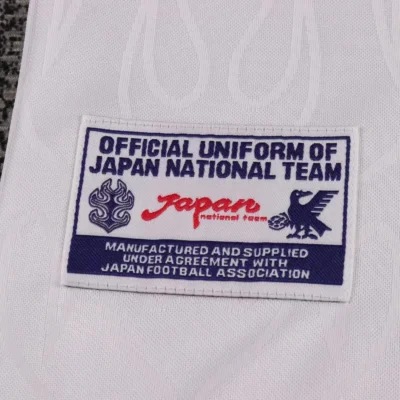 OFFICIAL UNIFORM OF
JAPAN NATIONAL TEAM
Japan
national team
MANUFACTURED AND SUPPLIED
UNDER AGREEMENT WITH
JAPAN FOOTBALL ASSOCIATION